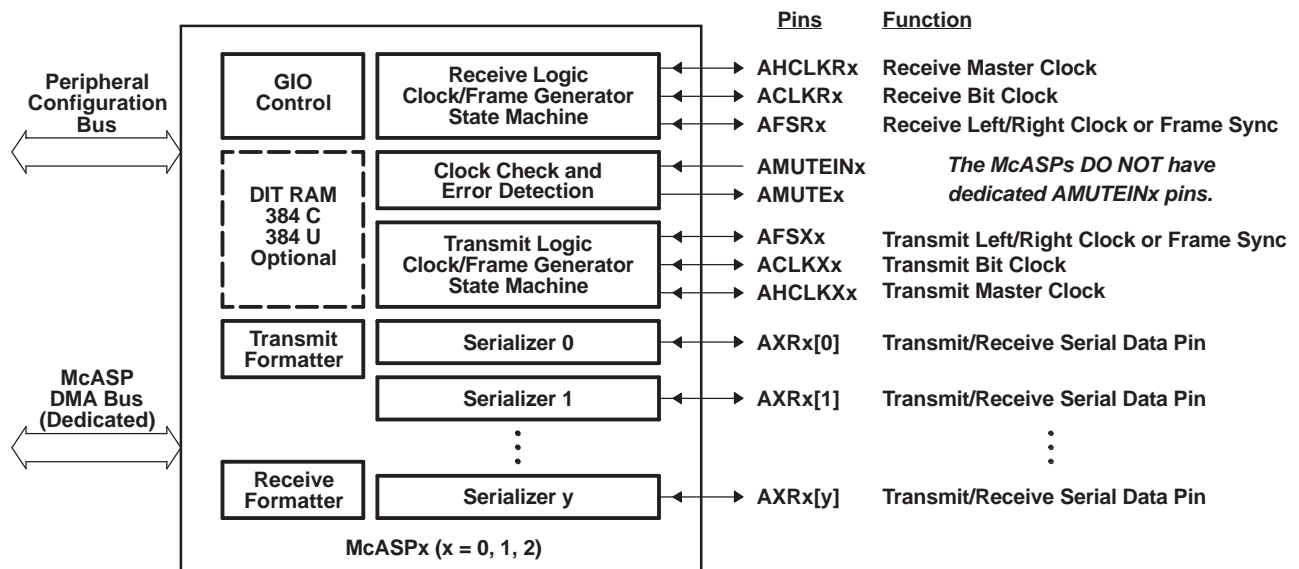 Pins Function
Peripheral
Configuration
Bus
GIO
Control
Receive Logic
Clock/Frame Generator
State Machine
AHCLKRx Receive Master Clock
ACLKRx Receive Bit Clock
AFSRx Receive Left/Right Clock or Frame Sync
DIT RAM
384 C
384 U
Optional
Clock Check and
Error Detection
AMUTEINx
AMUTEx
The McASPs DO NOT have
dedicated AMUTEINx pins.
Transmit Logic
Clock/Frame Generator
State Machine
AFSXx Transmit Left/Right Clock or Frame Sync
ACLKXx Transmit Bit Clock
AHCLKXx Transmit Master Clock
Transmit
Formatter
Serializer 0
AXRx[0] Transmit/Receive Serial Data Pin
McASP
DMA Bus
(Dedicated)
Serializer 1
AXRx[1] Transmit/Receive Serial Data Pin
Receive
Formatter
Serializer y
AXRx[y] Transmit/Receive Serial Data Pin
McASPx (x = 0, 1, 2)